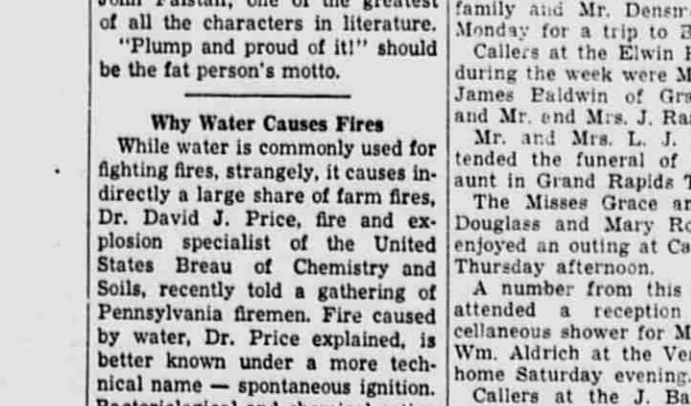 of all the characters in literature.
"Plump and proud of it!" should
be the fat person's motto.
Why Water Causes Fires
While water is commonly used for
fighting fires, strangely, it causes in-
directly a large share of farm fires,
Dr. David J. Price, fire and ex-
plosion specialist of the United
States Breau of Chemistry and
Soils, recently told a gathering of
Pennsylvania firemen. Fire caused
by water, Dr. Price explained, is
better known under a more tech-
nical name — spontaneous ignition.
family and Mr.
Monday for a trip to
Callers at the Elwin
during the week were
James Baldwin of
and Mr. and Mrs. J.
Mr. and Mrs. L. J.
tended the funeral of
aunt in Grand Rapids
The Misses Grace
Douglass and Mary
enjoyed an outing at
Thursday afternoon.
A number from this
attended a reception
cellaneous shower for
Wm. Aldrich at the
home Saturday evening.
Callers at the J.